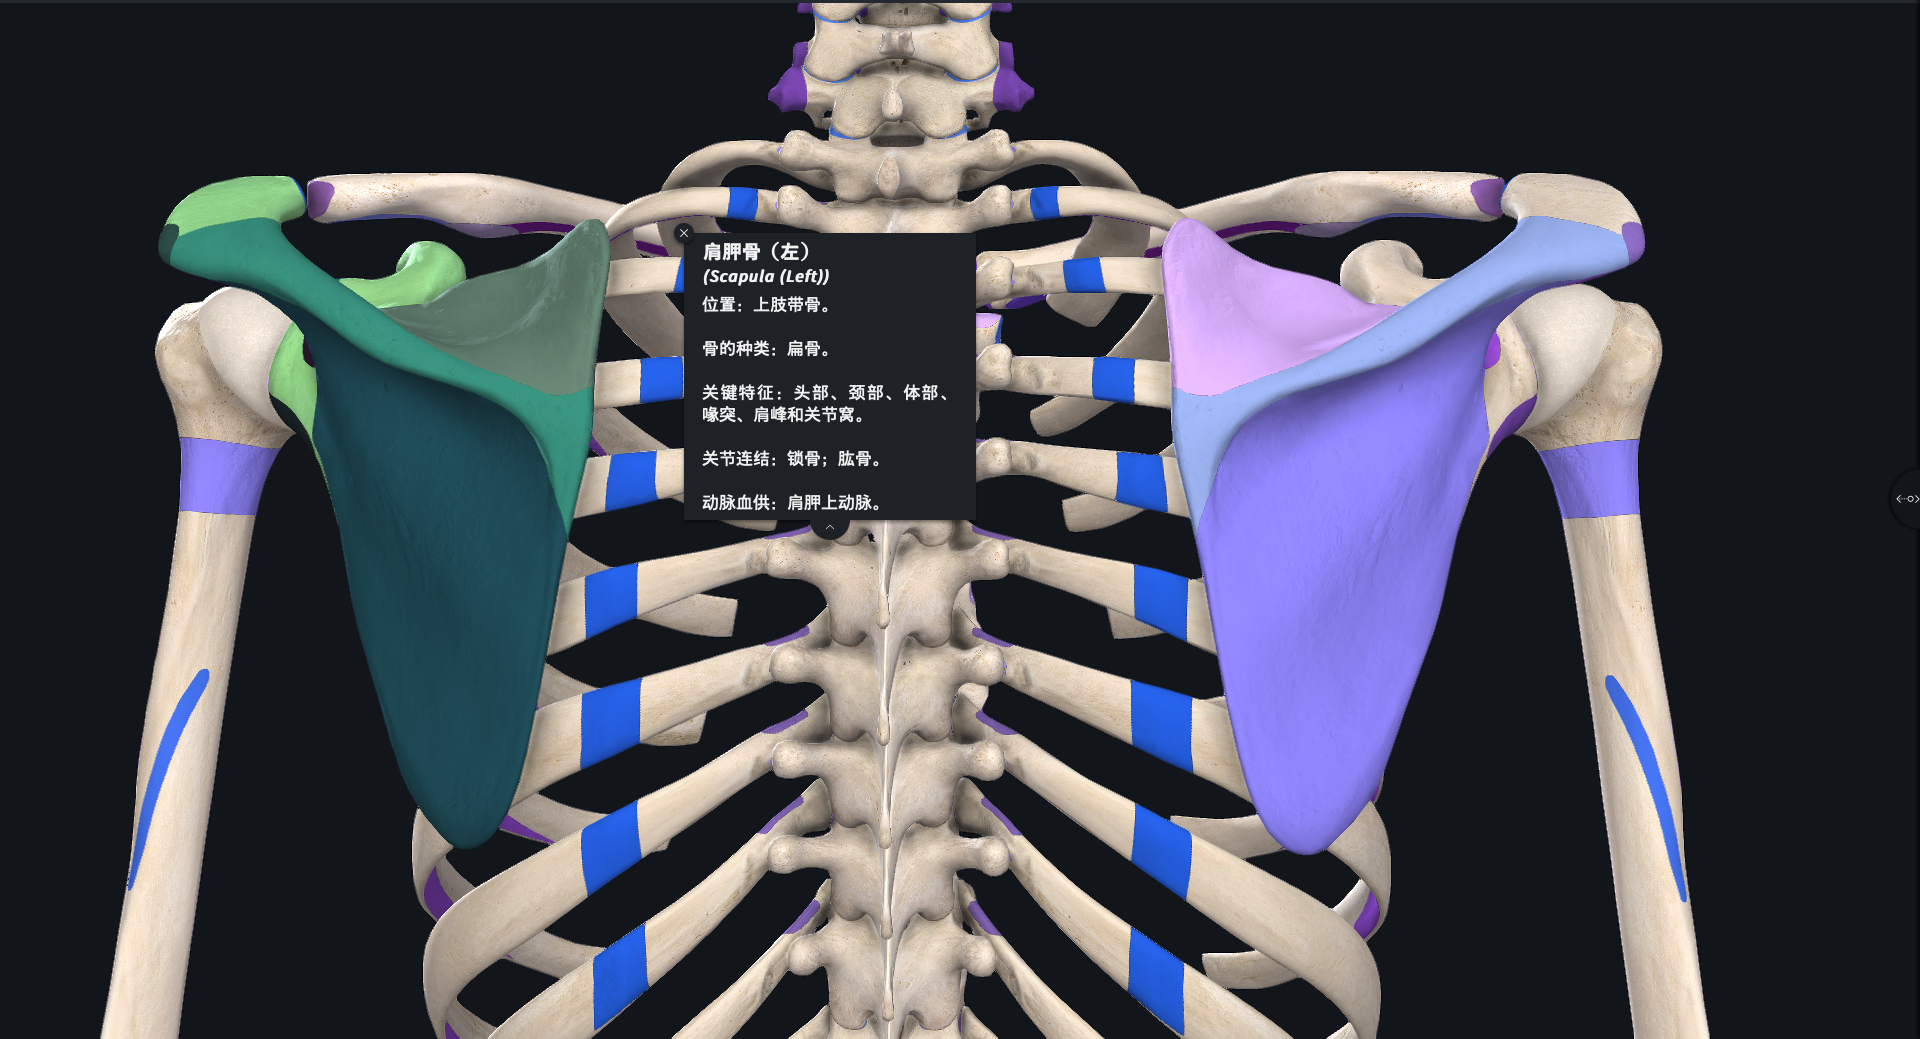 肩胛骨（左）
(Scapula (Left))
位置：上肢带骨。
骨的种类：扁骨。
关键特征：头部、颈部、体部、
喙突、肩峰和关节窝。
关节连结：锁骨；肱骨。
动脉血供：肩胛上动脉。